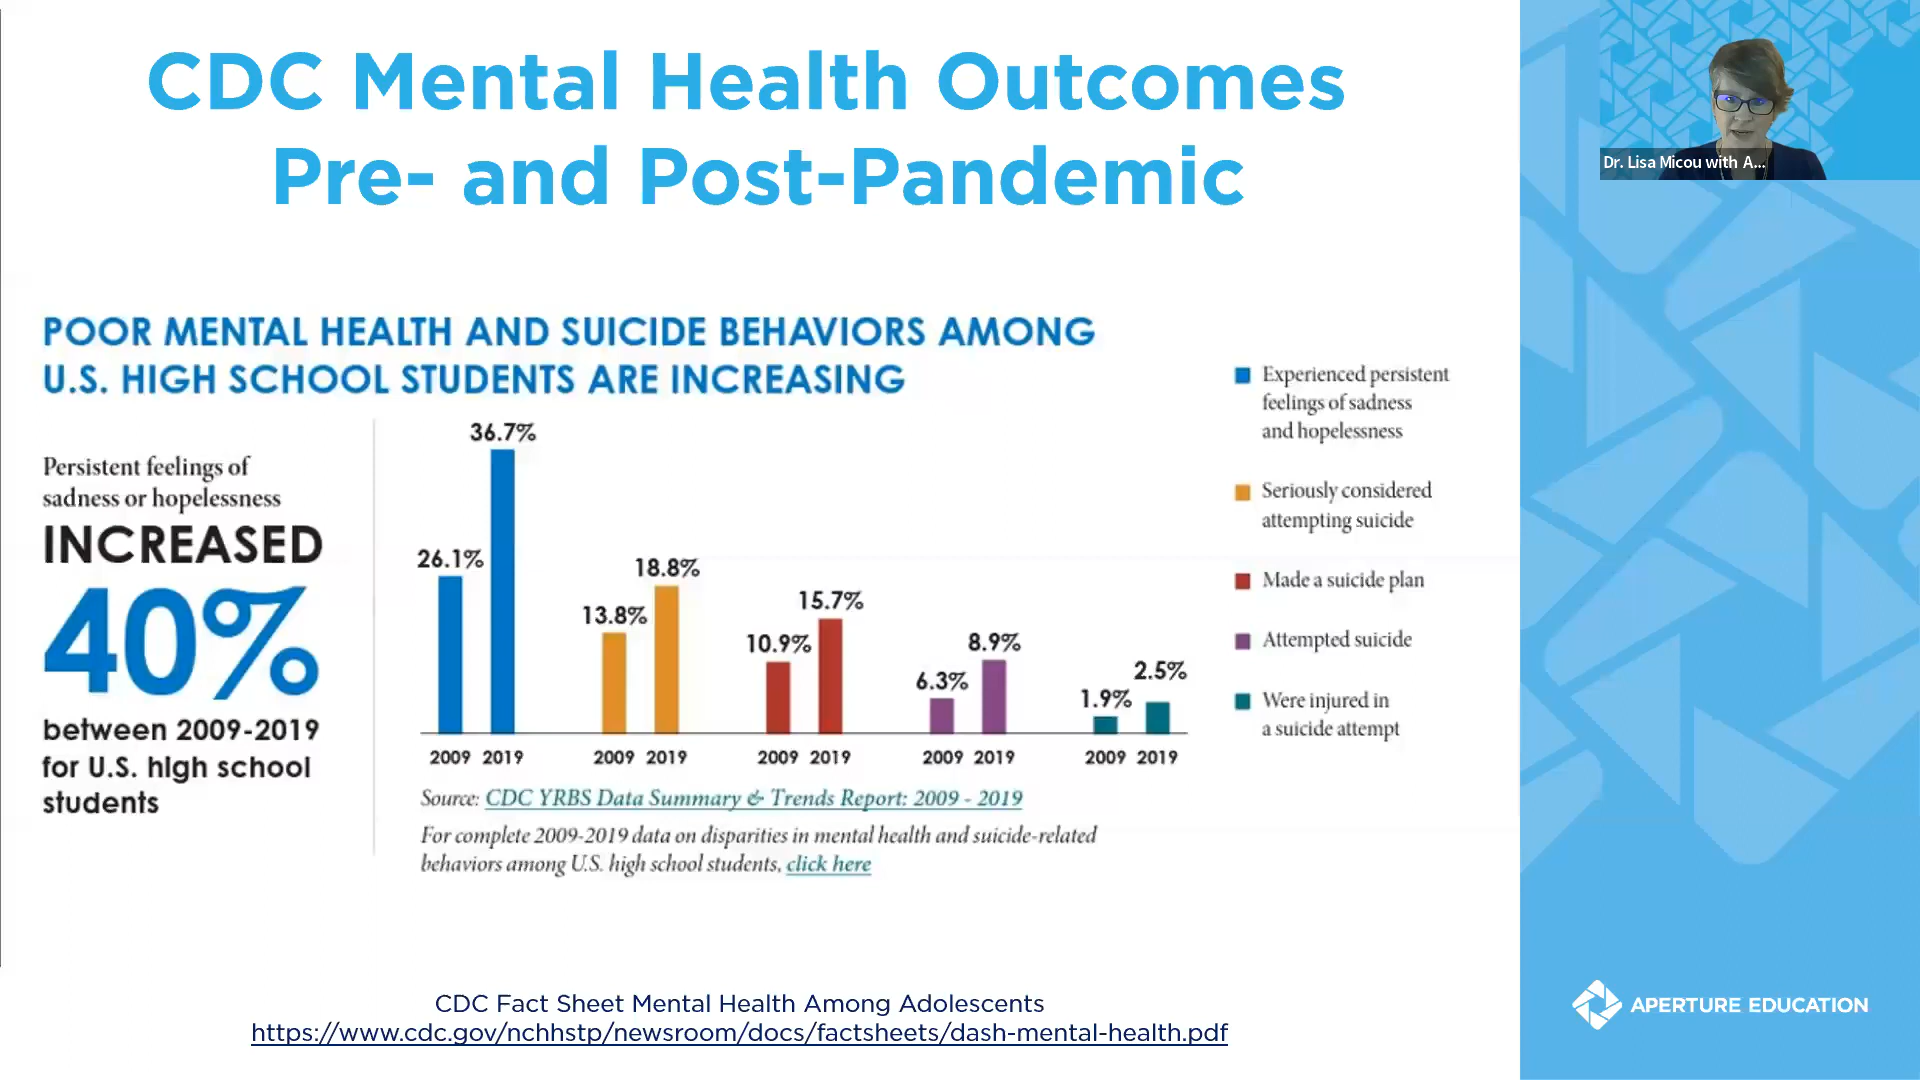 CDC Mental Health Outcomes
Pre- and Post-Pandemic
Dr. Lisa Micou with A...
POOR MENTAL HEALTH AND SUICIDE BEHAVIORS AMONG
U.S. HIGH SCHOOL STUDENTS ARE INCREASING
Persistent feelings of
sadness or hopelessness
INCREASED
40%
between 2009-2019
for U.S. high school
students
26.1% 36.7%
13.8% 18.8%
10.9% 15.7%
6.3% 8.9%
1.9% 2.5%
2009 2019 2009 2019 2009 2019 2009 2019 2009 2019
Experienced persistent
feelings of sadness
and hopelessness
Seriously considered
attempting suicide
Made a suicide plan
Attempted suicide
Were injured in
a suicide attempt
Source: CDC YRBS Data Summary & Trends Report: 2009 - 2019
For complete 2009-2019 data on disparities in mental health and suicide-related
behaviors among U.S. high school students, click here
CDC Fact Sheet Mental Health Among Adolescents
https://www.cdc.gov/nchhstp/newsroom/docs/factsheets/dash-mental-health.pdf
APERTURE EDUCATION